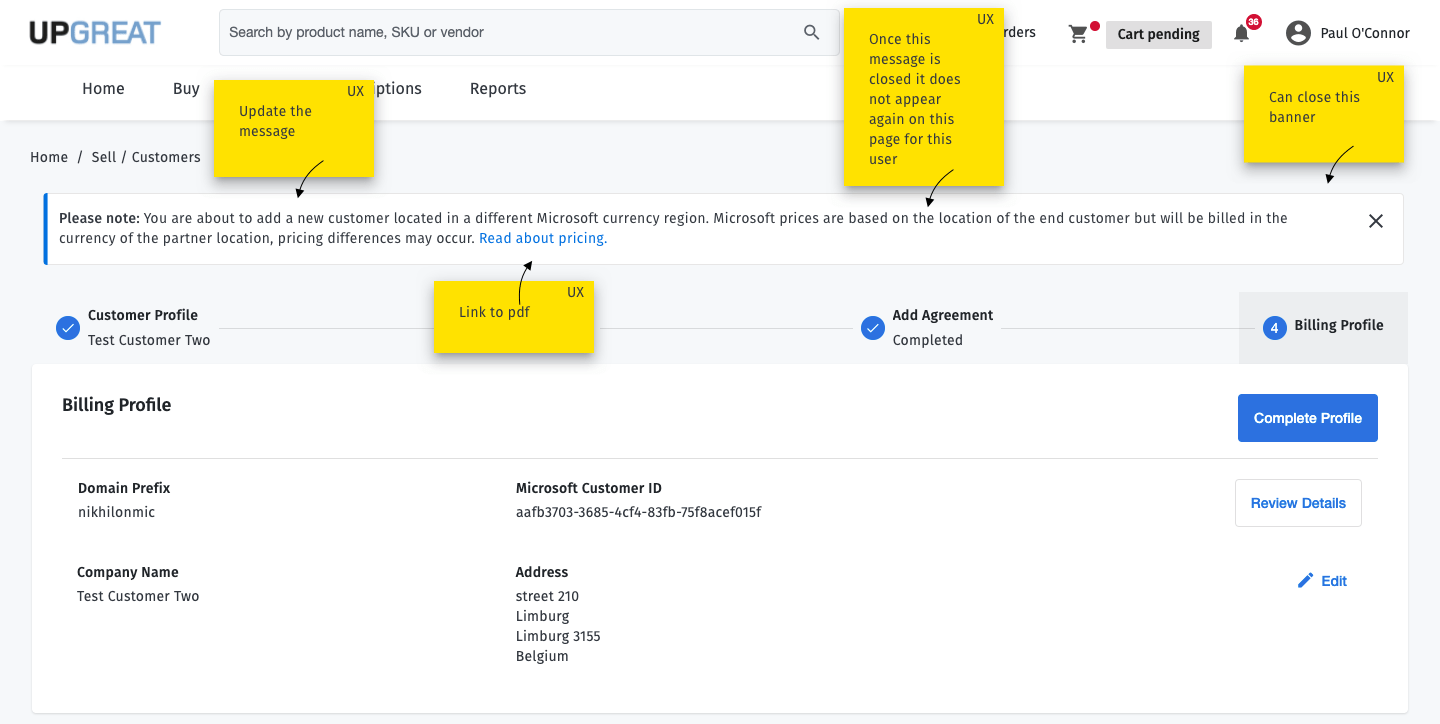 UPGREAT
Search by product name, SKU or vendor
UX
Once this
message is
closed it does
not appear
again on this
page for this
user
Cart pending
36
Paul O'Connor
Home
Buy
Reports
UX
Update the
message
UX
Can close this
banner
Home / Sell / Customers
Please note: You are about to add a new customer located in a different Microsoft currency region. Microsoft prices are based on the location of the end customer but will be billed in the
currency of the partner location, pricing differences may occur. Read about pricing.
UX
Link to pdf
Customer Profile
Test Customer Two
Add Agreement
Completed
4
Billing Profile
Billing Profile
Complete Profile
Domain Prefix
nikhilonmic
Microsoft Customer ID
aafb3703-3685-4cf4-83fb-75f8acef015f
Review Details
Company Name
Test Customer Two
Address
street 210
Limburg
Limburg 3155
Belgium
Edit